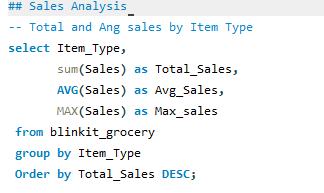 ## Sales Analysis
-- Total and Ang sales by Item Type
select Item_Type,
sum(Sales) as Total_Sales,
AVG(Sales) as Avg_Sales,
MAX(Sales) as Max_sales
from blinkit_grocery
group by Item_Type
Order by Total_Sales DESC;